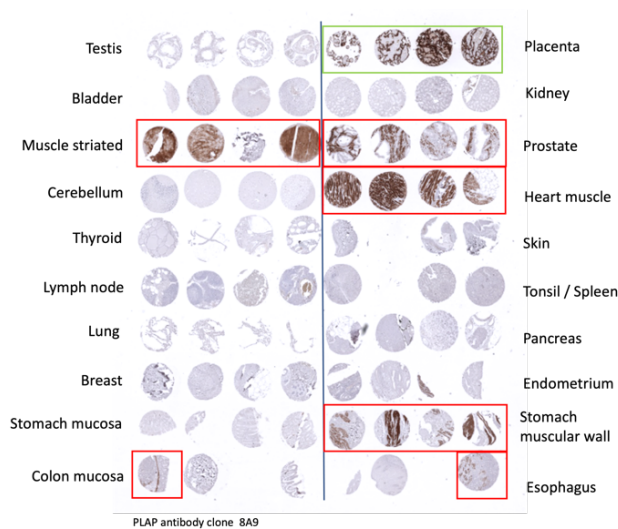 Testis
Placenta
Bladder
Kidney
Muscle striated
Prostate
Cerebellum
Heart muscle
Thyroid
Skin
Lymph node
Tonsil / Spleen
Lung
Pancreas
Breast
Endometrium
Stomach mucosa
Stomach
muscular wall
Colon mucosa
Esophagus
PLAP antibody clone 8A9